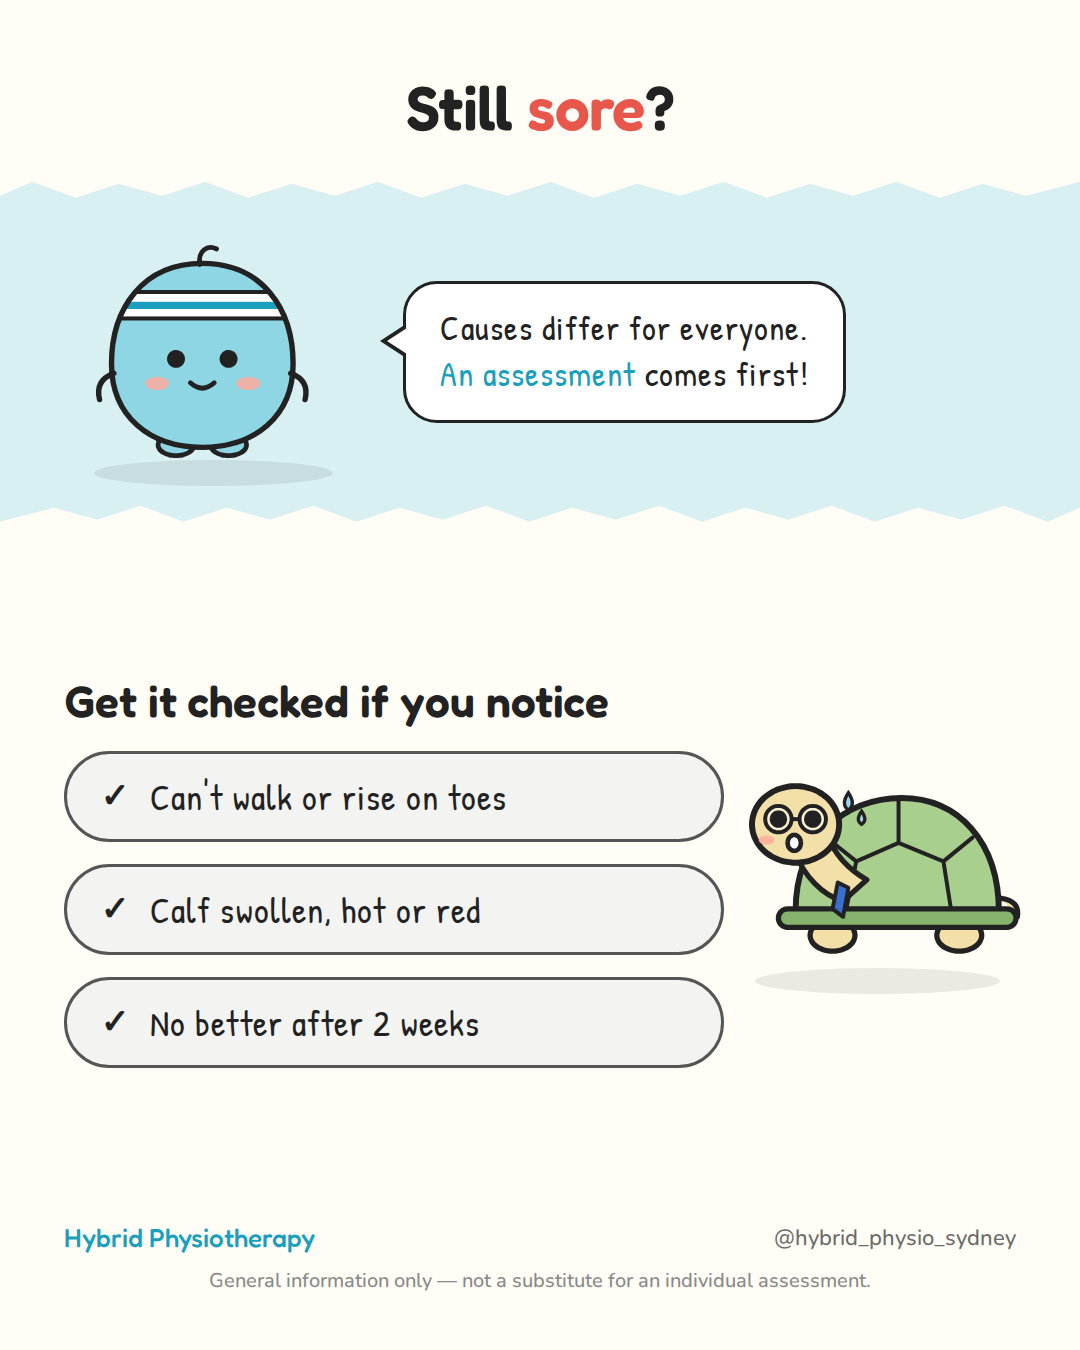 Still sore?
Causes differ for everyone.
An assessment comes first!
Get it checked if you notice
✓ Can't walk or rise on toes
✓ Calf swollen, hot or red
✓ No better after 2 weeks
Hybrid Physiotherapy
@hybrid_physio_sydney
General information only — not a substitute for an individual assessment.